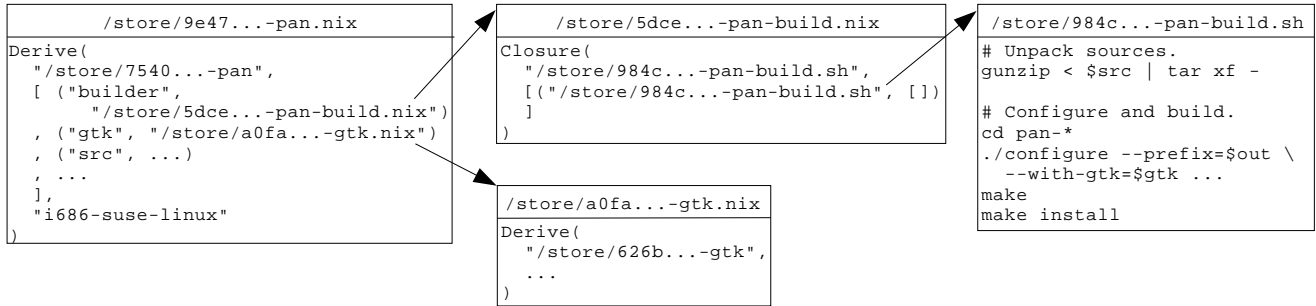 /store/9e47...-pan.nix
Derive(
"/store/7540...-pan",
[ ("builder",
"/store/5dce...-pan-build.nix")
, ("gtk", "/store/a0fa...-gtk.nix")
, ("src", ...)
, ...
],
"i686-suse-linux"
)
/store/5dce...-pan-build.nix
Closure(
"/store/984c...-pan-build.sh",
[("/store/984c...-pan-build.sh", [])
]
)
/store/984c...-pan-build.sh
# Unpack sources.
gunzip < $src | tar xf -
# Configure and build.
cd pan-*
./configure --prefix=$out \
--with-gtk=$gtk ...
make
make install
/store/a0fa...-gtk.nix
Derive(
"/store/626b...-gtk",
...
)